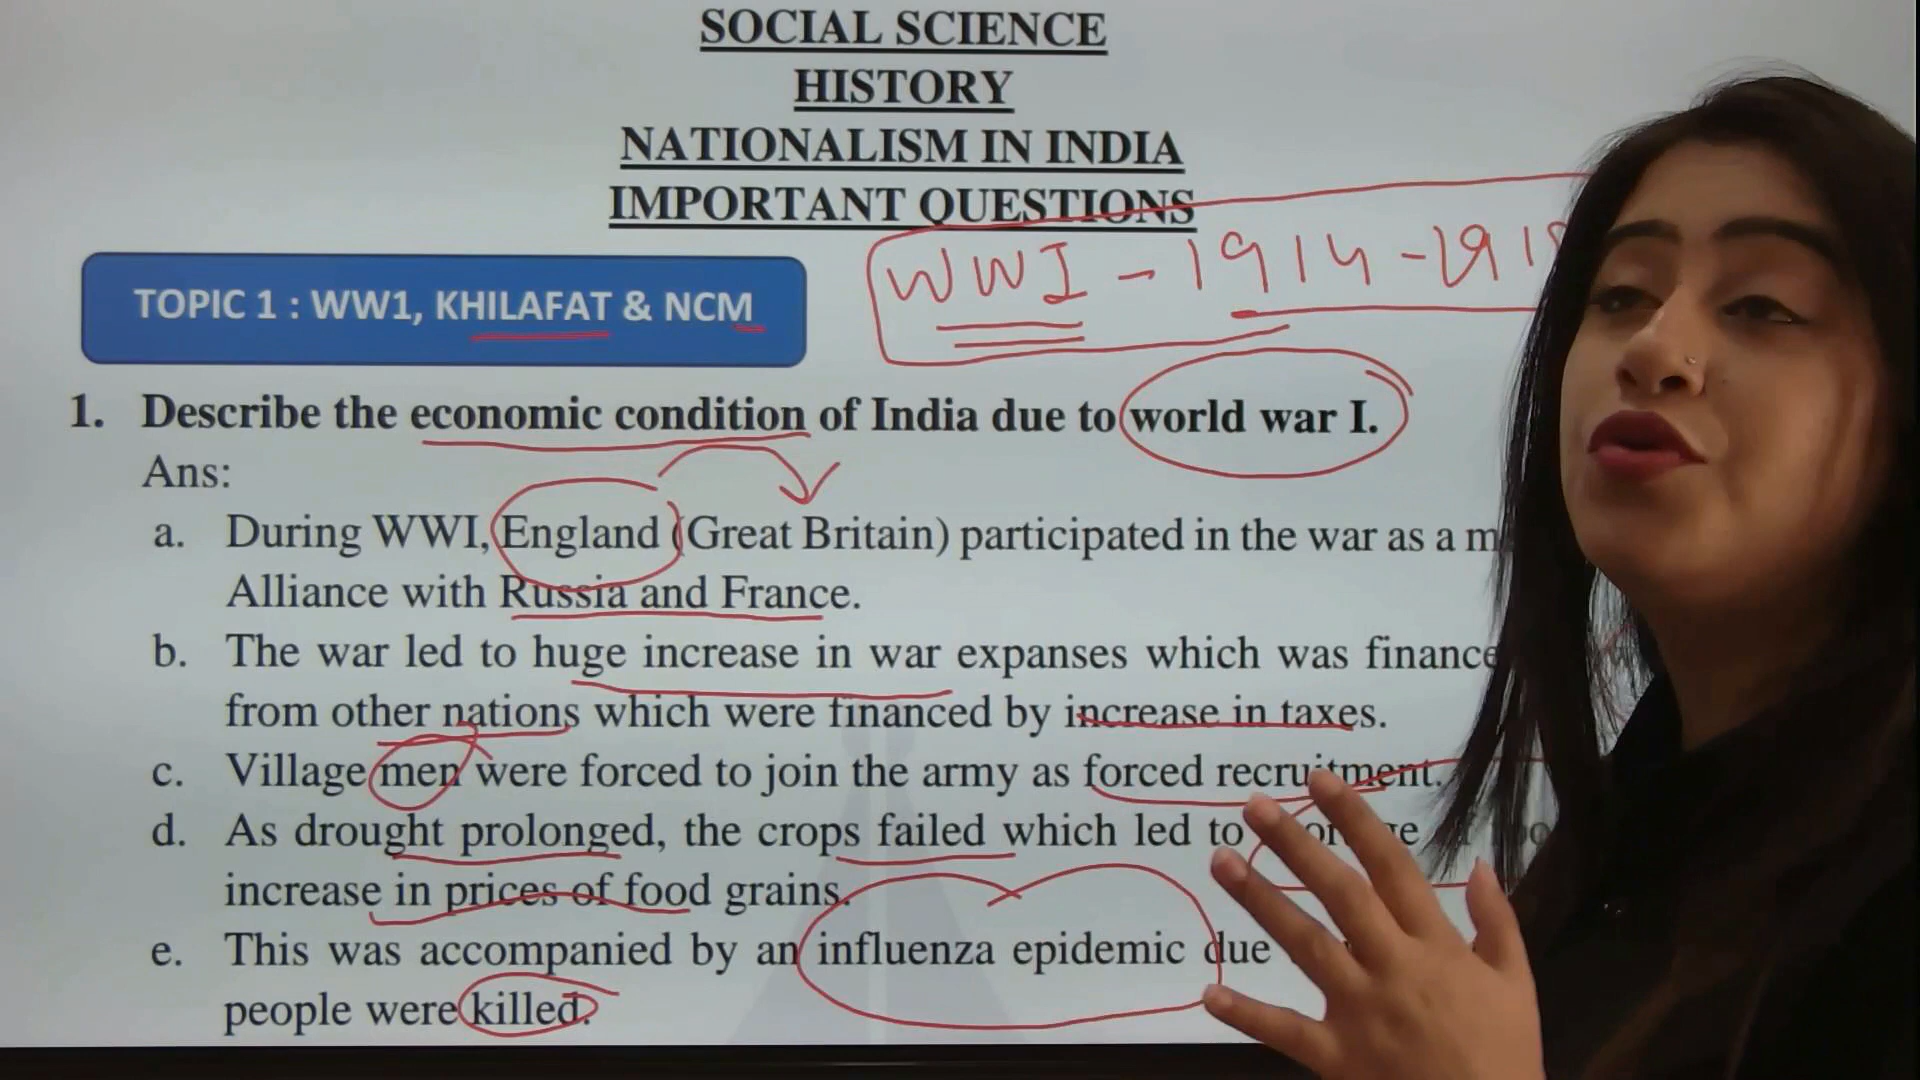 SOCIAL SCIENCE
HISTORY
NATIONALISM IN INDIA
IMPORTANT QUESTIONS
WWI - 1914-191
TOPIC 1 : WW1, KHILAFAT & NCM
1. Describe the economic condition of India due to world war I.
Ans:
a. During WWI, England (Great Britain) participated in the war as a
Alliance with Russia and France.
b. The war led to huge increase in war expanses which was finance
from other nations which were financed by increase in taxes.
c. Village men were forced to join the army as forced recruitment.
d. As drought prolonged, the crops failed which led to
increase in prices of food grains.
e. This was accompanied by an influenza epidemic due
people were killed.